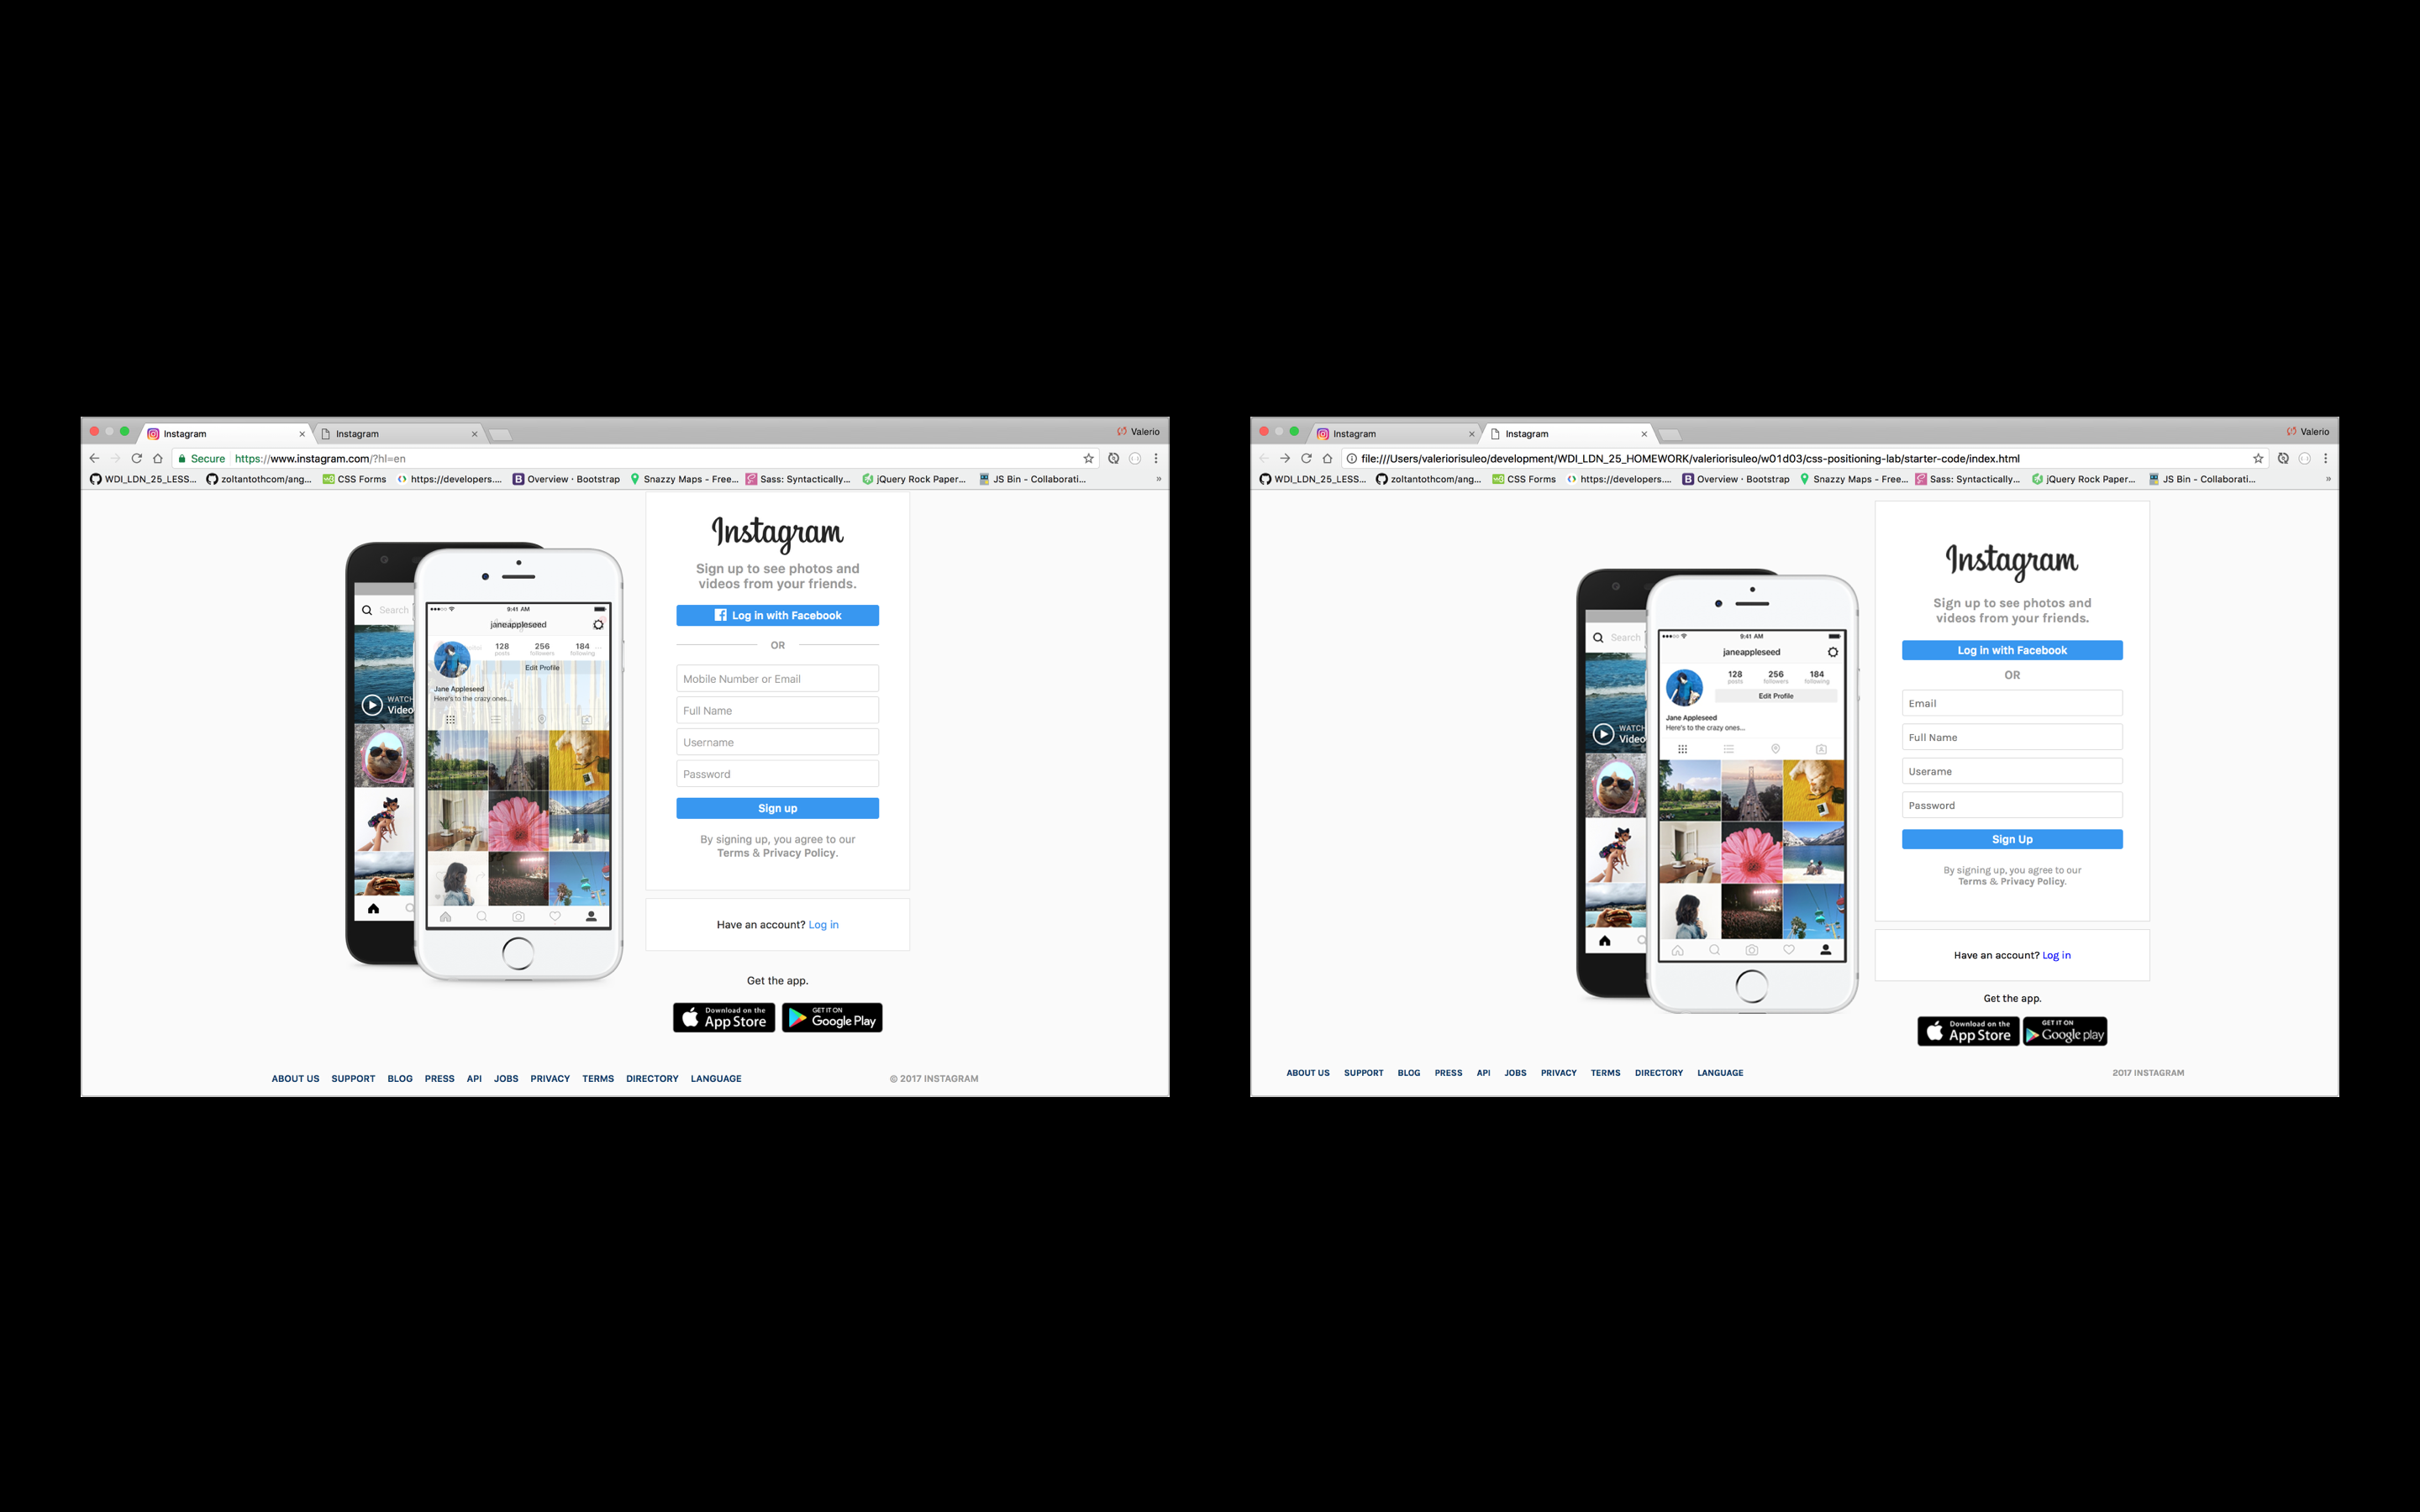 Instagram
Instagram
Valerio
Secure https://www.instagram.com/?hl=en
WDI_LDN_25_LESS... zoltantothcom/ang... CSS Forms https://developers.... Overview · Bootstrap Snazzy Maps - Free... Sass: Syntactically... jQuery Rock Paper... JS Bin - Collaborati... »
Search
WATCH
Video
9:41 AM
janeappleseed
128 256 184
posts followers following
Edit Profile
Jane Appleseed
Here's to the crazy ones...
Instagram
Sign up to see photos and
videos from your friends.
Log in with Facebook
OR
Mobile Number or Email
Full Name
Username
Password
Sign up
By signing up, you agree to our
Terms & Privacy Policy.
Have an account? Log in
Get the app.
Download on the
App Store
GET IT ON
Google Play
ABOUT US SUPPORT BLOG PRESS API JOBS PRIVACY TERMS DIRECTORY LANGUAGE
© 2017 INSTAGRAM
Instagram
Instagram
Valerio
file:///Users/valeriorisuleo/development/WDI_LDN_25_HOMEWORK/valeriorisuleo/w01d03/css-positioning-lab/starter-code/index.html
WDI_LDN_25_LESS... zoltantothcom/ang... CSS Forms https://developers.... Overview · Bootstrap Snazzy Maps - Free... Sass: Syntactically... jQuery Rock Paper... JS Bin - Collaborati... »
Search
WATCH
Video
9:41 AM
janeappleseed
128 256 184
posts followers following
Edit Profile
Jane Appleseed
Here's to the crazy ones...
Instagram
Sign up to see photos and
videos from your friends.
Log in with Facebook
OR
Email
Full Name
Userame
Password
Sign Up
By signing up, you agree to our
Terms & Privacy Policy.
Have an account? Log in
Get the app.
Download on the
App Store
GET IT ON
Google play
ABOUT US SUPPORT BLOG PRESS API JOBS PRIVACY TERMS DIRECTORY LANGUAGE
2017 INSTAGRAM